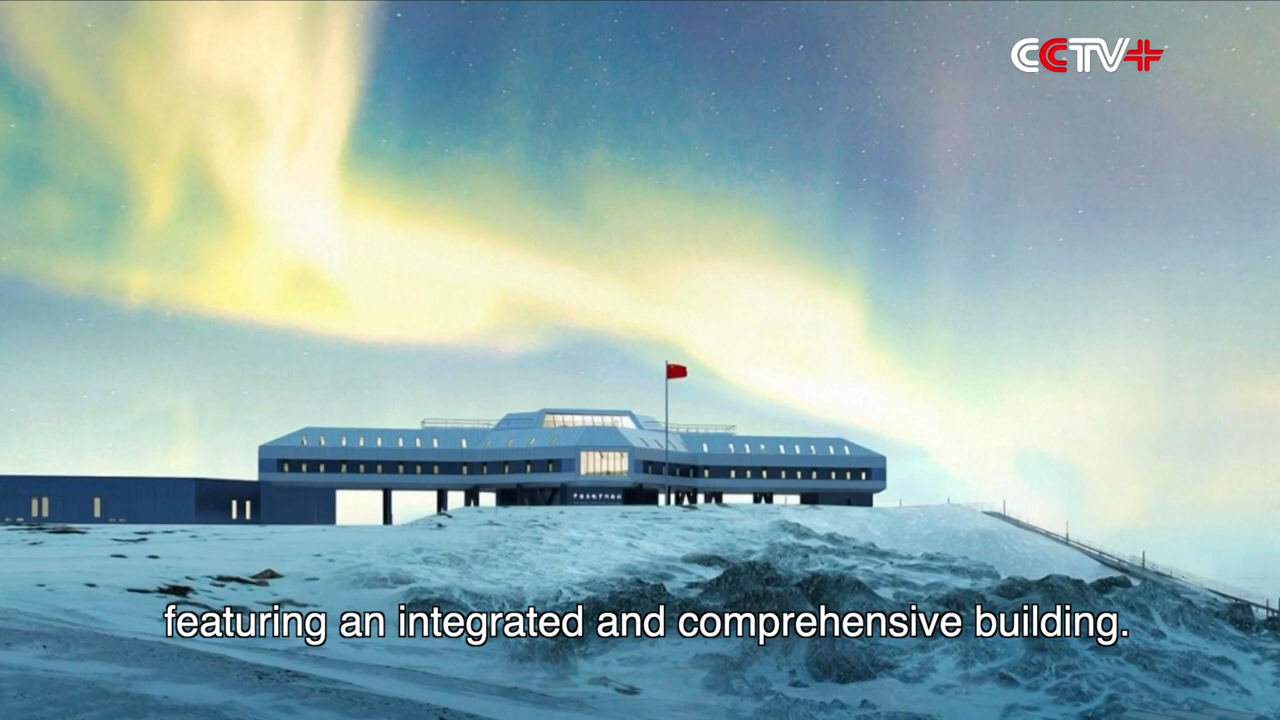 CCTV+
featuring an integrated and comprehensive building.